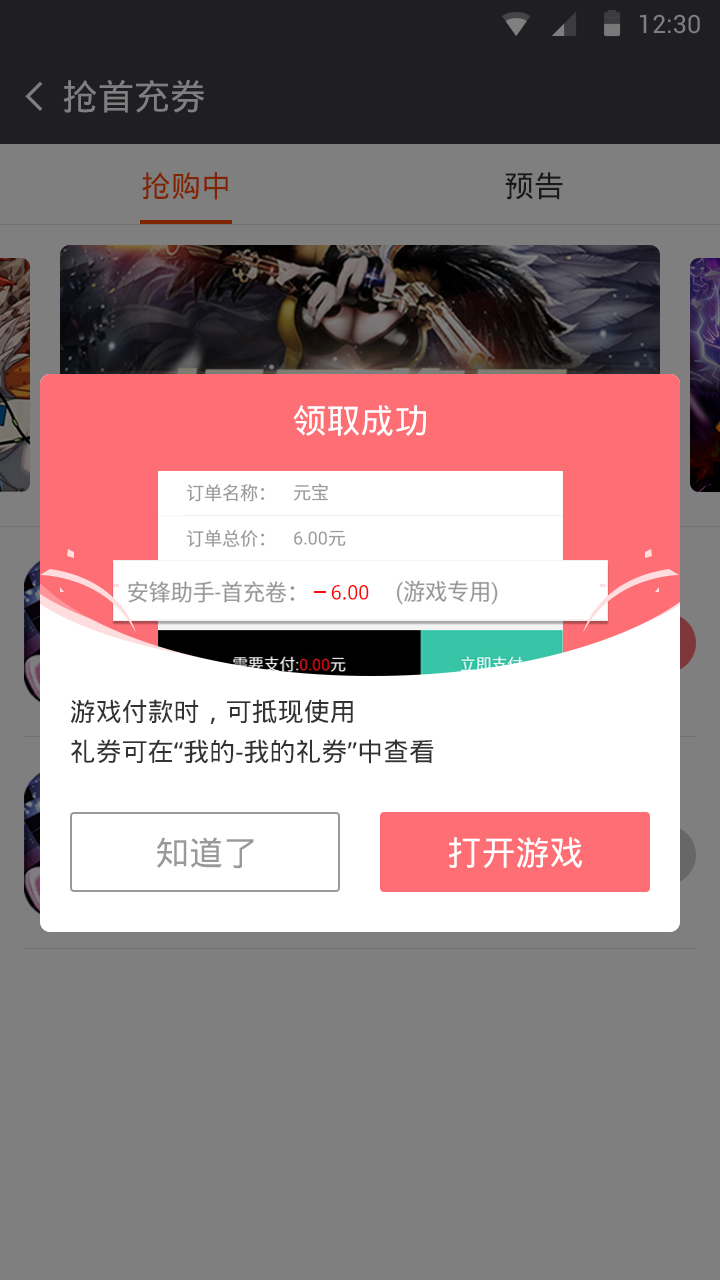 12:30
抢首充券
抢购中
预告
领取成功
订单名称： 元宝
订单总价： 6.00元
安锋助手-首充卷：－6.00 (游戏专用)
需要支付:0.00元
立即支付
游戏付款时，可抵现使用
礼券可在“我的-我的礼券”中查看
知道了
打开游戏